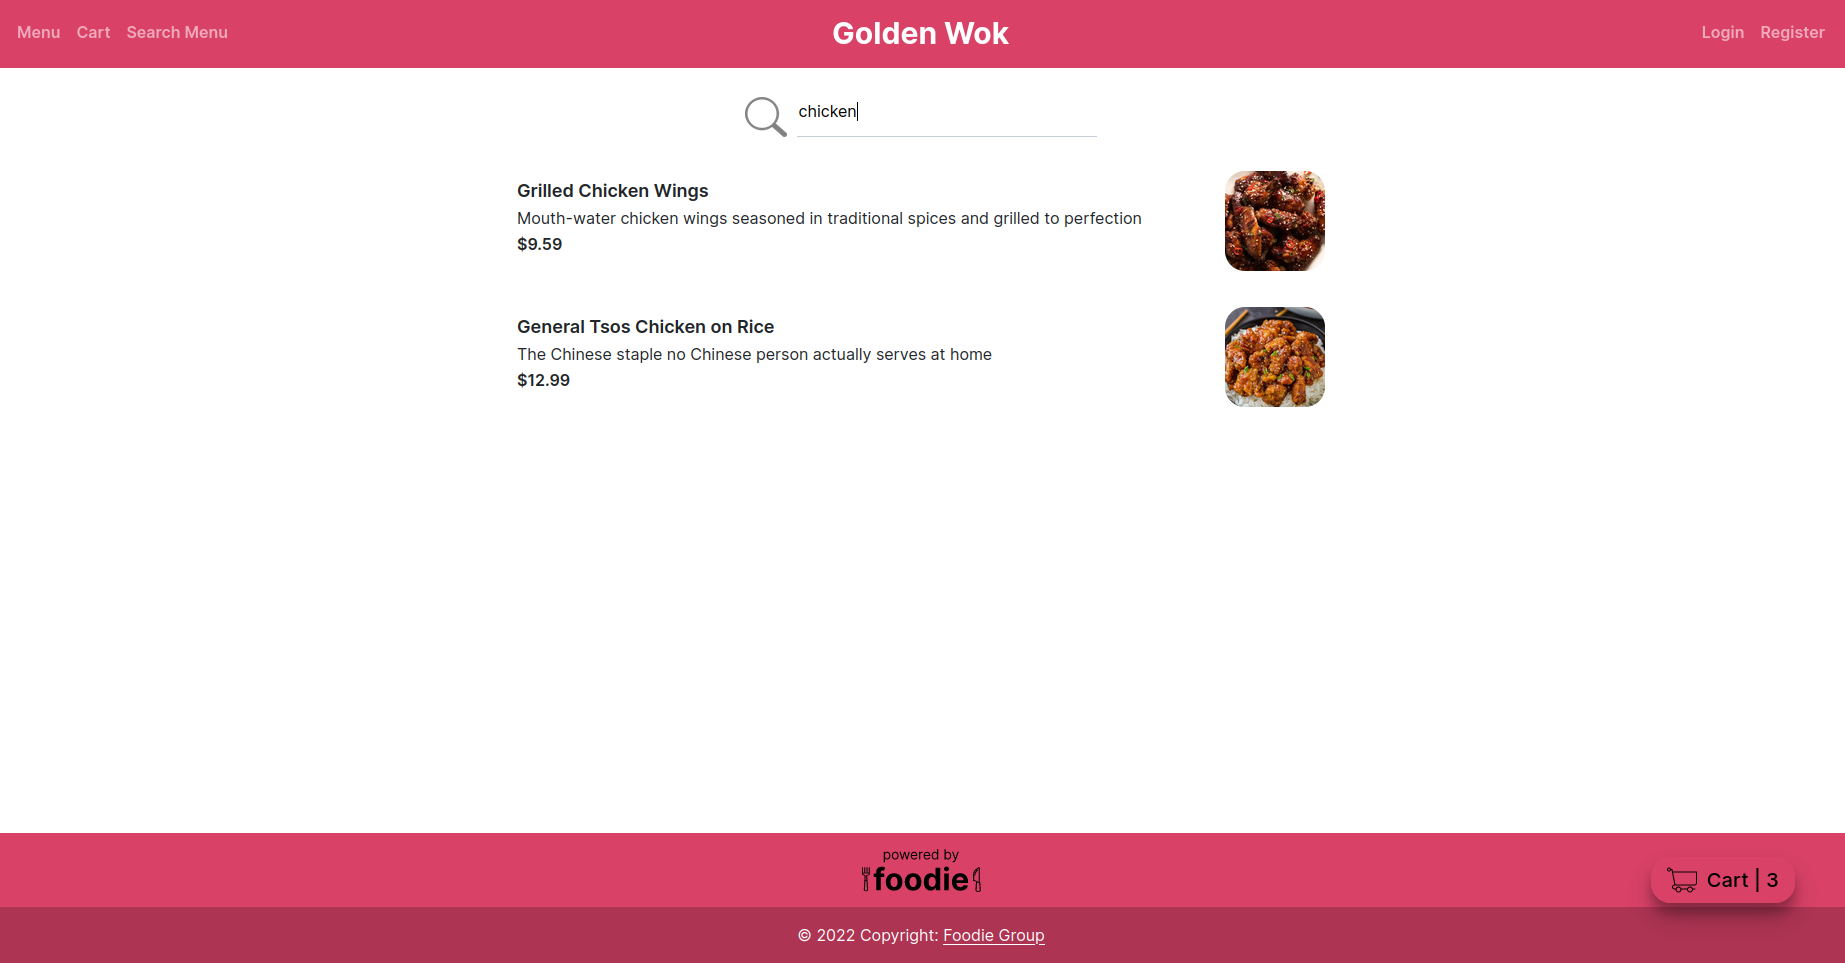 Menu Cart Search Menu
Golden Wok
Login Register
chicken
Grilled Chicken Wings
Mouth-water chicken wings seasoned in traditional spices and grilled to perfection
$9.59
General Tsos Chicken on Rice
The Chinese staple no Chinese person actually serves at home
$12.99
powered by
foodie
Cart | 3
© 2022 Copyright: Foodie Group